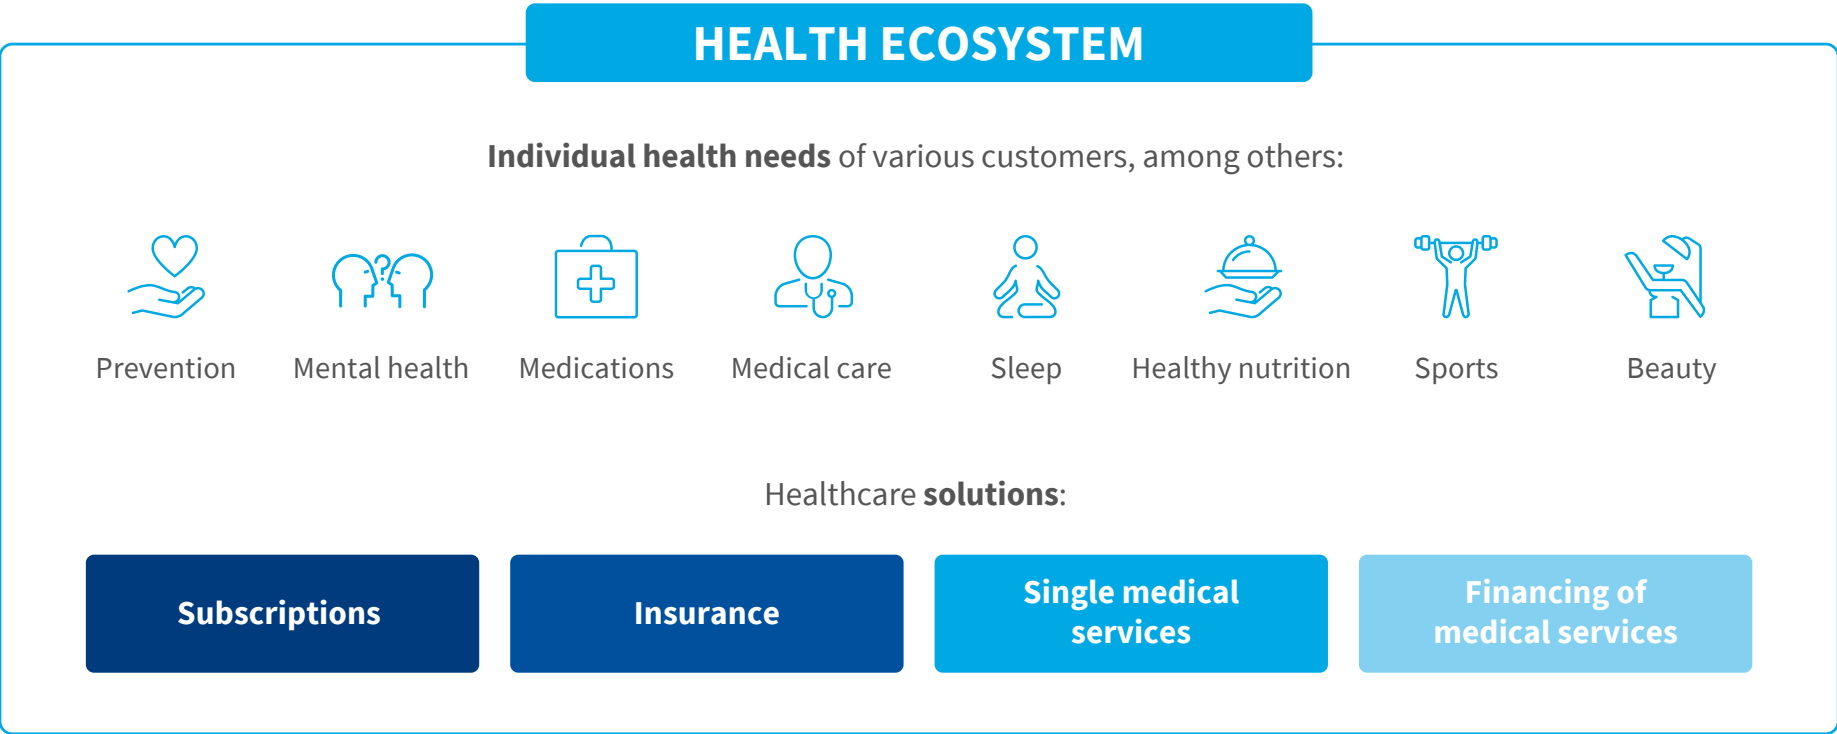 HEALTH ECOSYSTEM
Individual health needs of various customers, among others:
Prevention
Mental health
Medications
Medical care
Sleep
Healthy nutrition
Sports
Beauty
Healthcare solutions:
Subscriptions
Insurance
Single medical
services
Financing of
medical services